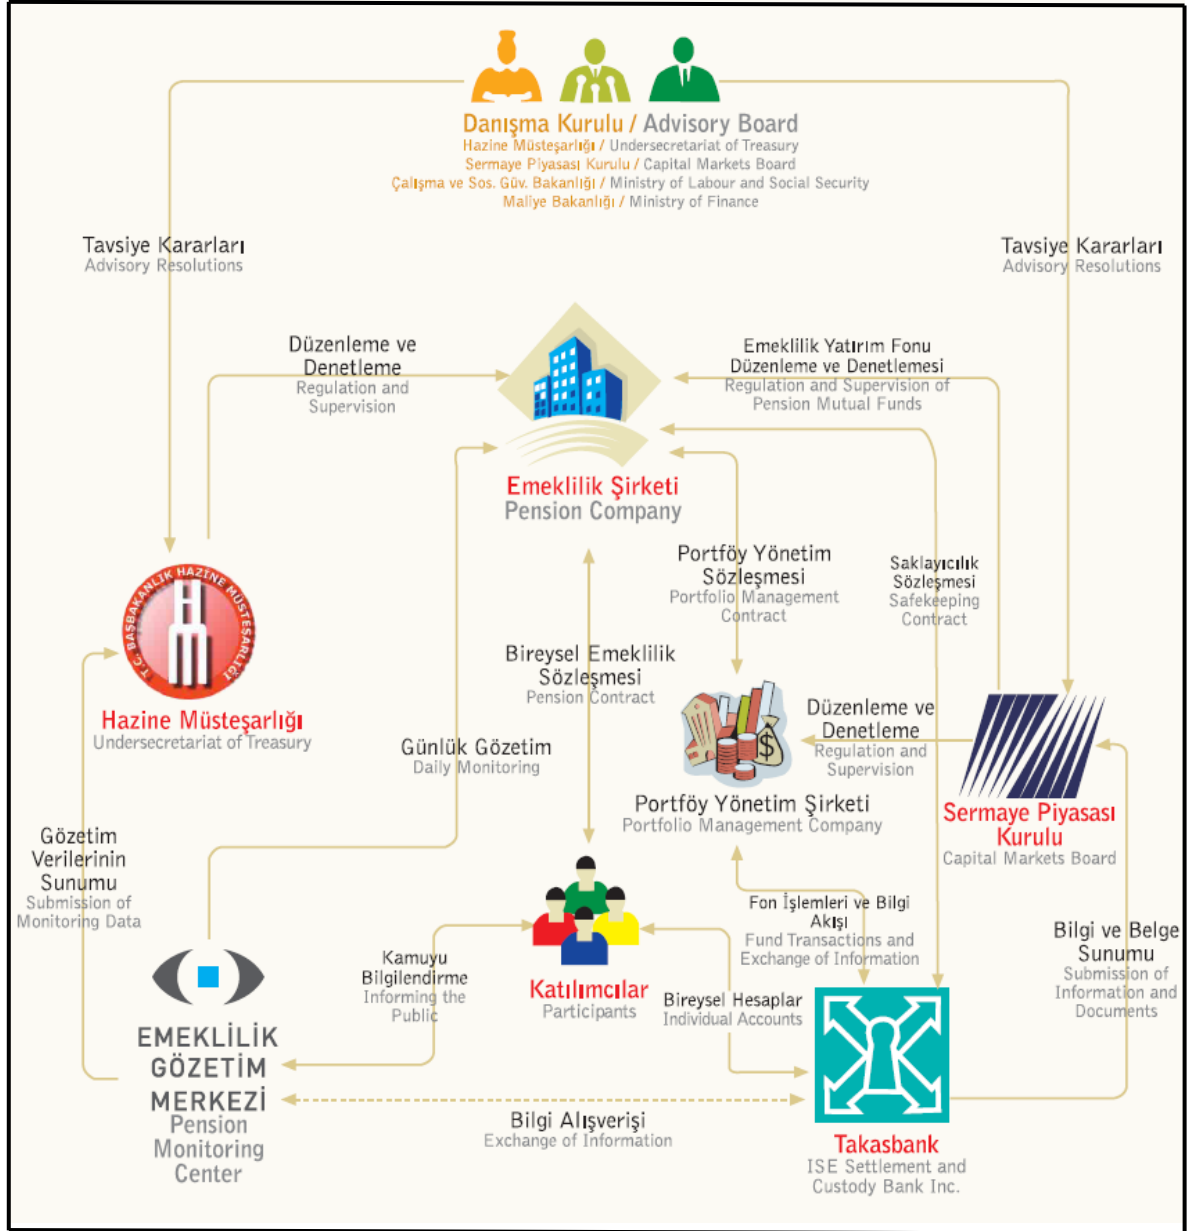 Danışma Kurulu / Advisory Board
Hazine Müsteşarlığı / Undersecretariat of Treasury
Sermaye Piyasası Kurulu / Capital Markets Board
Çalışma ve Sos. Güv. Bakanlığı / Ministry of Labour and Social Security
Maliye Bakanlığı / Ministry of Finance
Tavsiye Kararları
Advisory Resolutions
Tavsiye Kararları
Advisory Resolutions
Düzenleme ve
Denetleme
Regulation and
Supervision
Emeklilik Yatırım Fonu
Düzenleme ve Denetlemesi
Regulation and Supervision of
Pension Mutual Funds
Emeklilik Şirketi
Pension Company
Portföy Yönetim
Sözleşmesi
Portfolio Management
Contract
Saklayıcılık
Sözleşmesi
Safekeeping
Contract
T.C. BAŞBAKANLIK HAZİNE MÜSTEŞARLIĞI
HM
Hazine Müsteşarlığı
Undersecretariat of Treasury
Bireysel Emeklilik
Sözleşmesi
Pension Contract
Günlük Gözetim
Daily Monitoring
$
Portföy Yönetim Şirketi
Portfolio Management Company
Düzenleme ve
Denetleme
Regulation and
Supervision
Sermaye Piyasası
Kurulu
Capital Markets Board
Gözetim
Verilerinin
Sunumu
Submission of
Monitoring Data
Kamuyu
Bilgilendirme
Informing the
Public
Katılımcılar
Participants
Fon İşlemleri ve Bilgi
Akışı
Fund Transactions and
Exchange of Information
Bireysel Hesaplar
Individual Accounts
Bilgi ve Belge
Sunumu
Submission of
Information and
Documents
EMEKLİLİK
GÖZETİM
MERKEZİ
Pension
Monitoring
Center
Bilgi Alışverişi
Exchange of Information
Takasbank
ISE Settlement and
Custody Bank Inc.